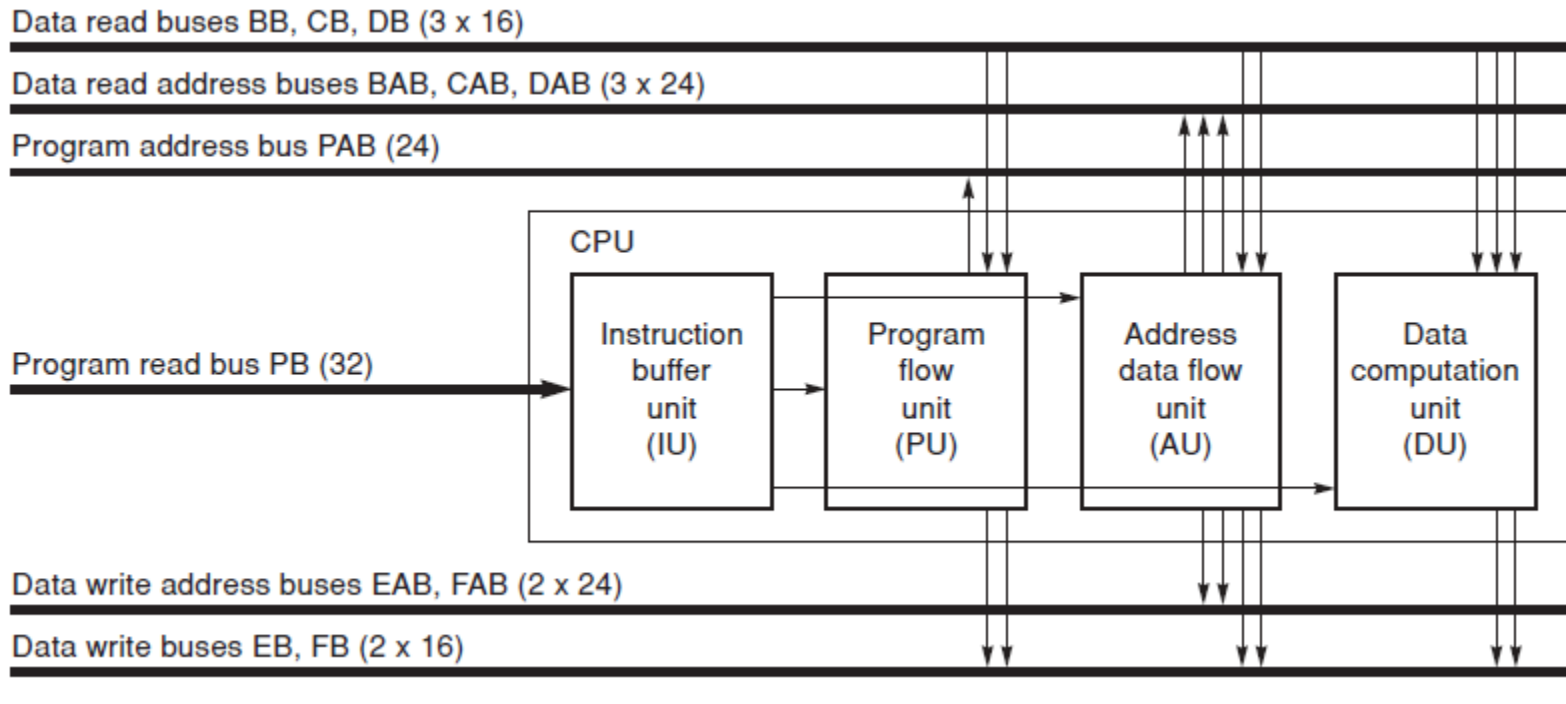 Data read buses BB, CB, DB (3 x 16)
Data read address buses BAB, CAB, DAB (3 x 24)
Program address bus PAB (24)
CPU
Instruction
buffer
unit
(IU)
Program
flow
unit
(PU)
Address
data flow
unit
(AU)
Data
computation
unit
(DU)
Program read bus PB (32)
Data write address buses EAB, FAB (2 x 24)
Data write buses EB, FB (2 x 16)